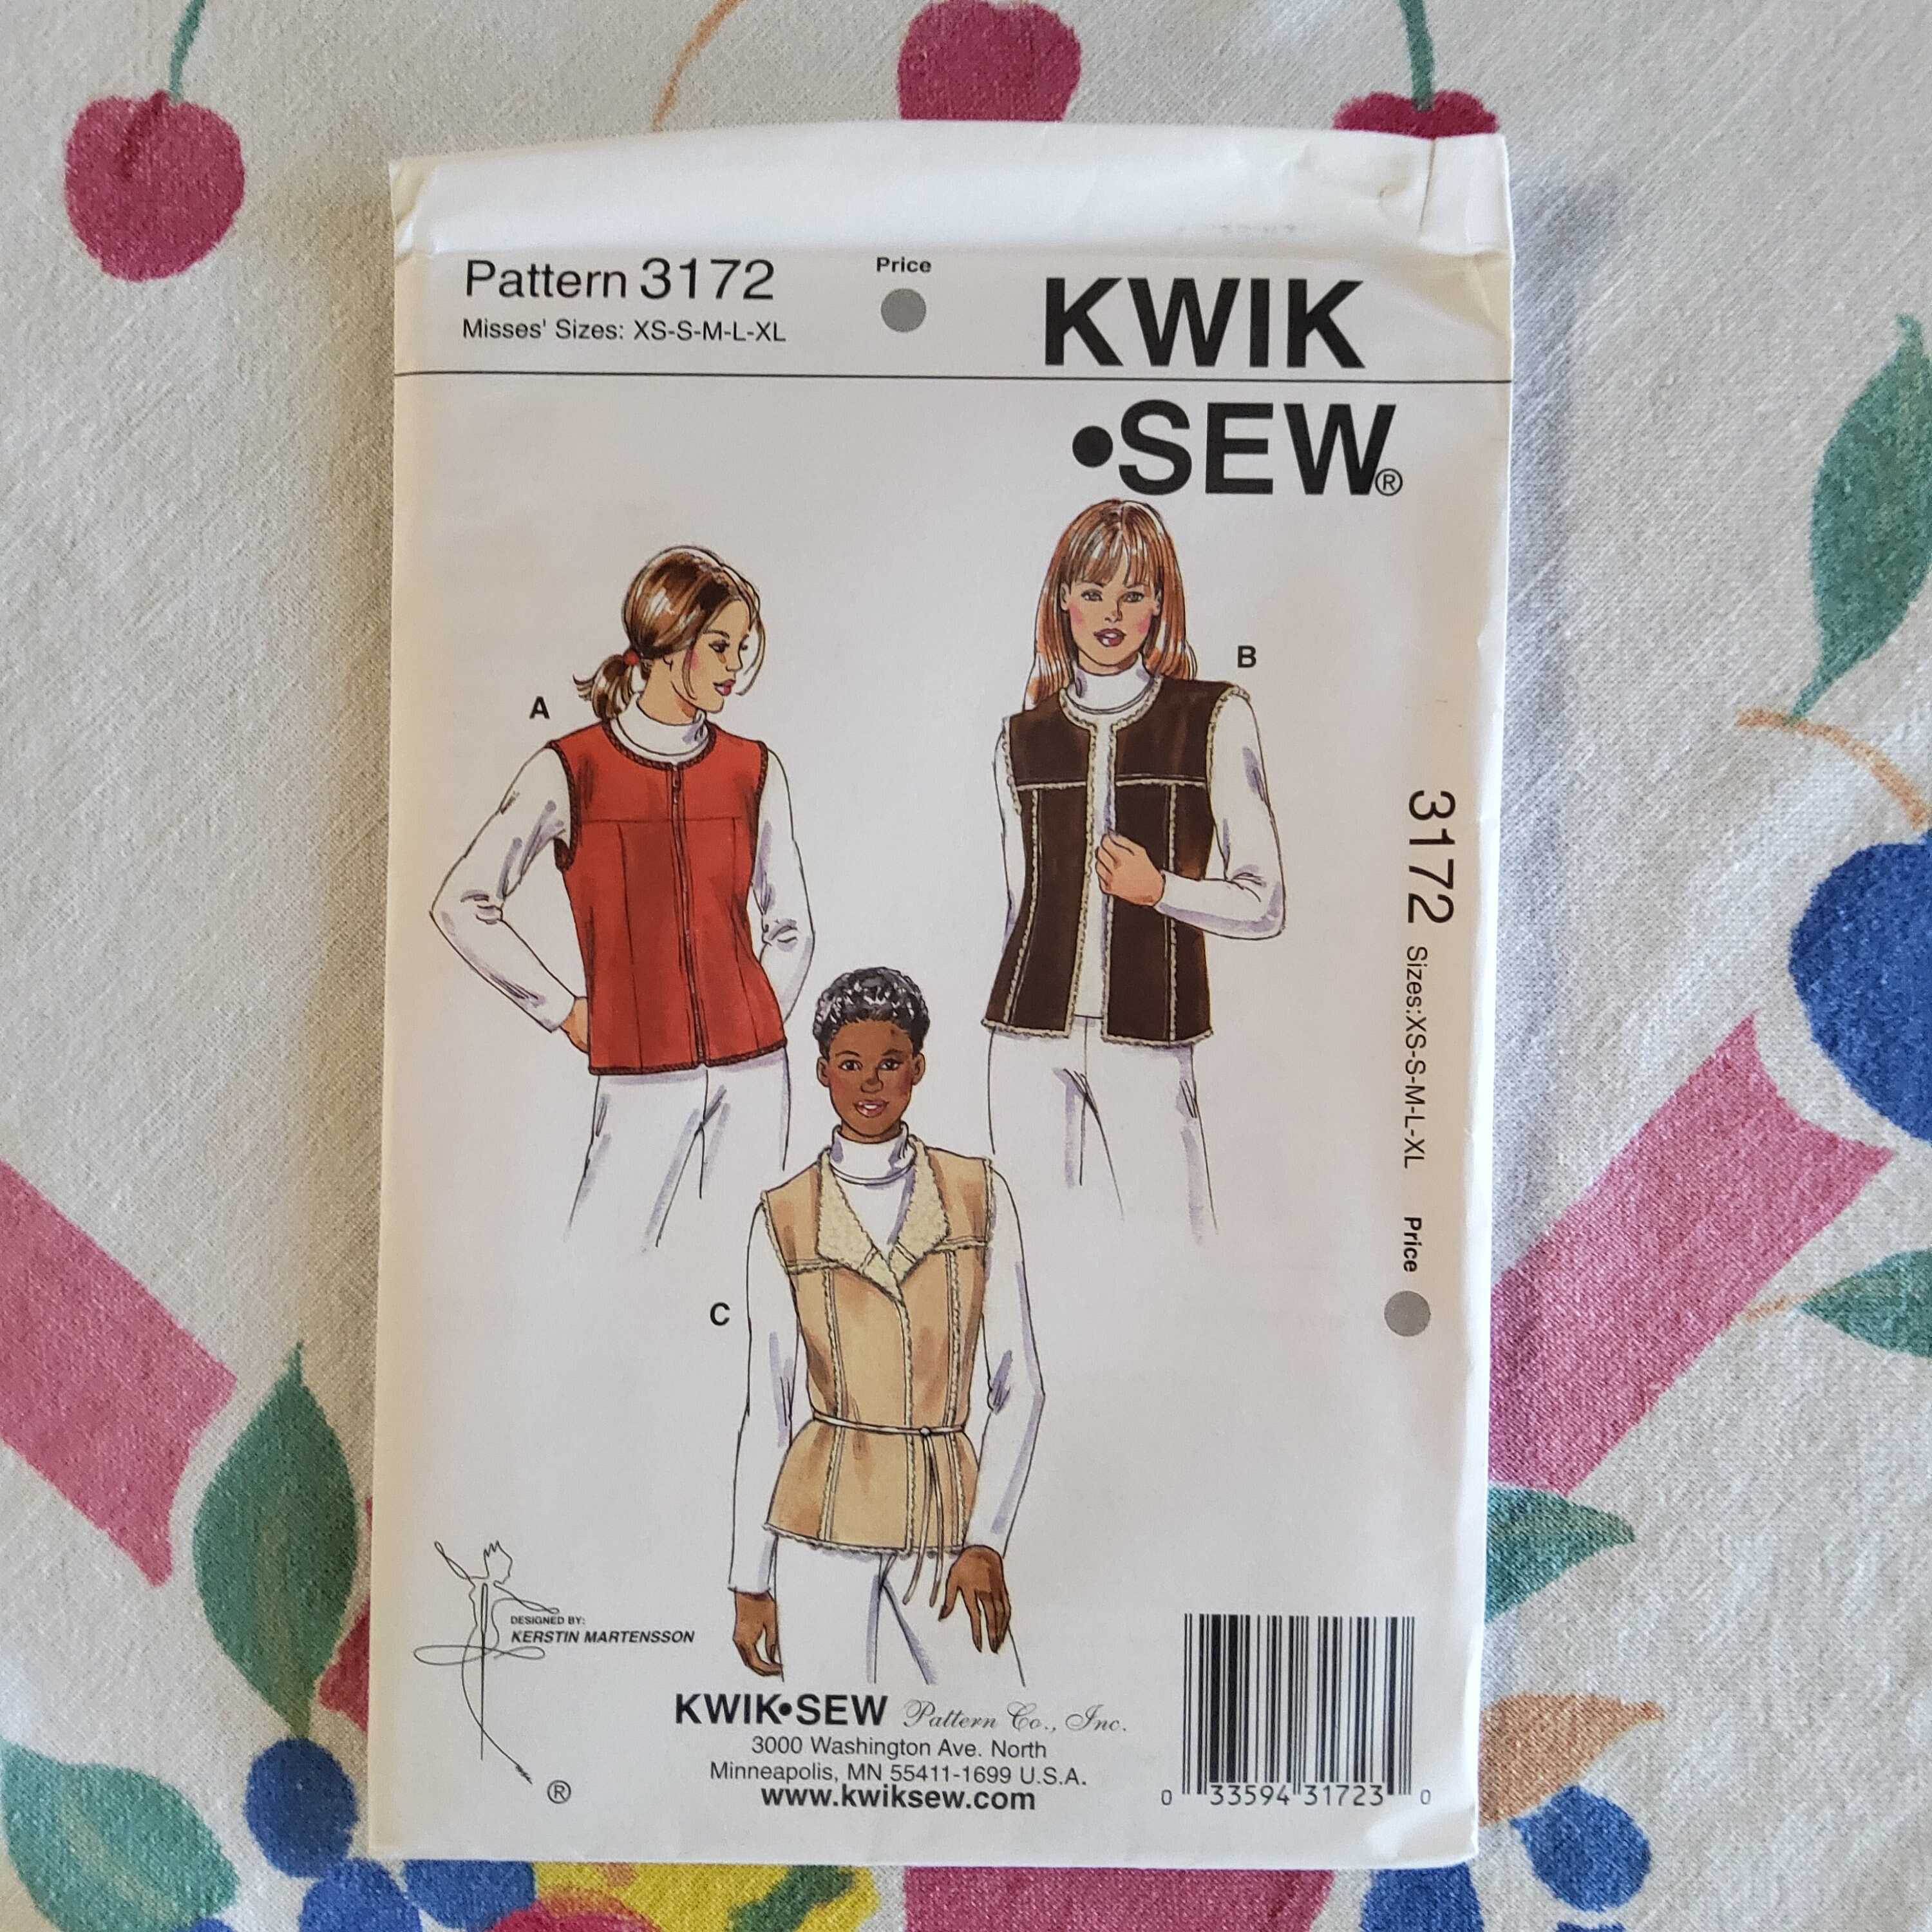 Pattern 3172
Misses' Sizes: XS-S-M-L-XL
Price
KWIK
•SEW®
A
B
C
3172 Sizes:XS-S-M-L-XL Price
DESIGNED BY:
KERSTIN MARTENSSON
®
KWIK•SEW Pattern Co., Inc.
3000 Washington Ave. North
Minneapolis, MN 55411-1699 U.S.A.
www.kwiksew.com
0 33594 31723 0